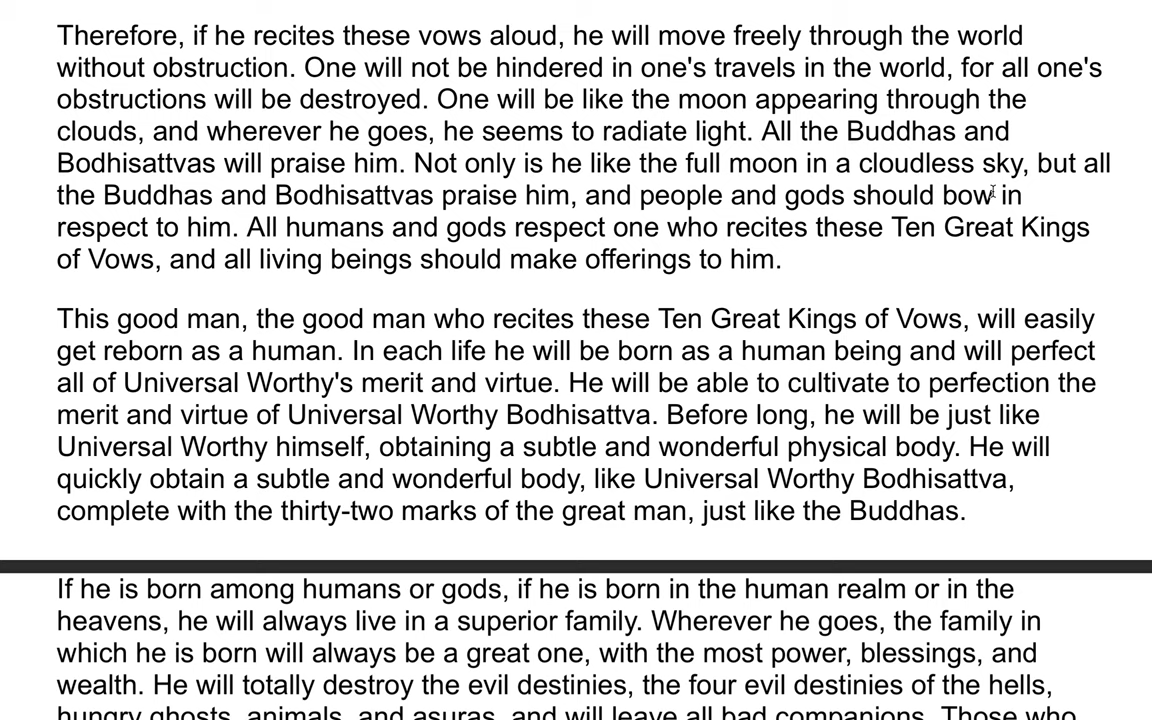 Therefore, if he recites these vows aloud, he will move freely through the world
without obstruction. One will not be hindered in one's travels in the world, for all one's
obstructions will be destroyed. One will be like the moon appearing through the
clouds, and wherever he goes, he seems to radiate light. All the Buddhas and
Bodhisattvas will praise him. Not only is he like the full moon in a cloudless sky, but all
the Buddhas and Bodhisattvas praise him, and people and gods should bow in
respect to him. All humans and gods respect one who recites these Ten Great Kings
of Vows, and all living beings should make offerings to him.
This good man, the good man who recites these Ten Great Kings of Vows, will easily
get reborn as a human. In each life he will be born as a human being and will perfect
all of Universal Worthy's merit and virtue. He will be able to cultivate to perfection the
merit and virtue of Universal Worthy Bodhisattva. Before long, he will be just like
Universal Worthy himself, obtaining a subtle and wonderful physical body. He will
quickly obtain a subtle and wonderful body, like Universal Worthy Bodhisattva,
complete with the thirty-two marks of the great man, just like the Buddhas.
If he is born among humans or gods, if he is born in the human realm or in the
heavens, he will always live in a superior family. Wherever he goes, the family in
which he is born will always be a great one, with the most power, blessings, and
wealth. He will totally destroy the evil destinies, the four evil destinies of the hells,
hungry ghosts, animals, and asuras, and will leave all bad companions. Those who